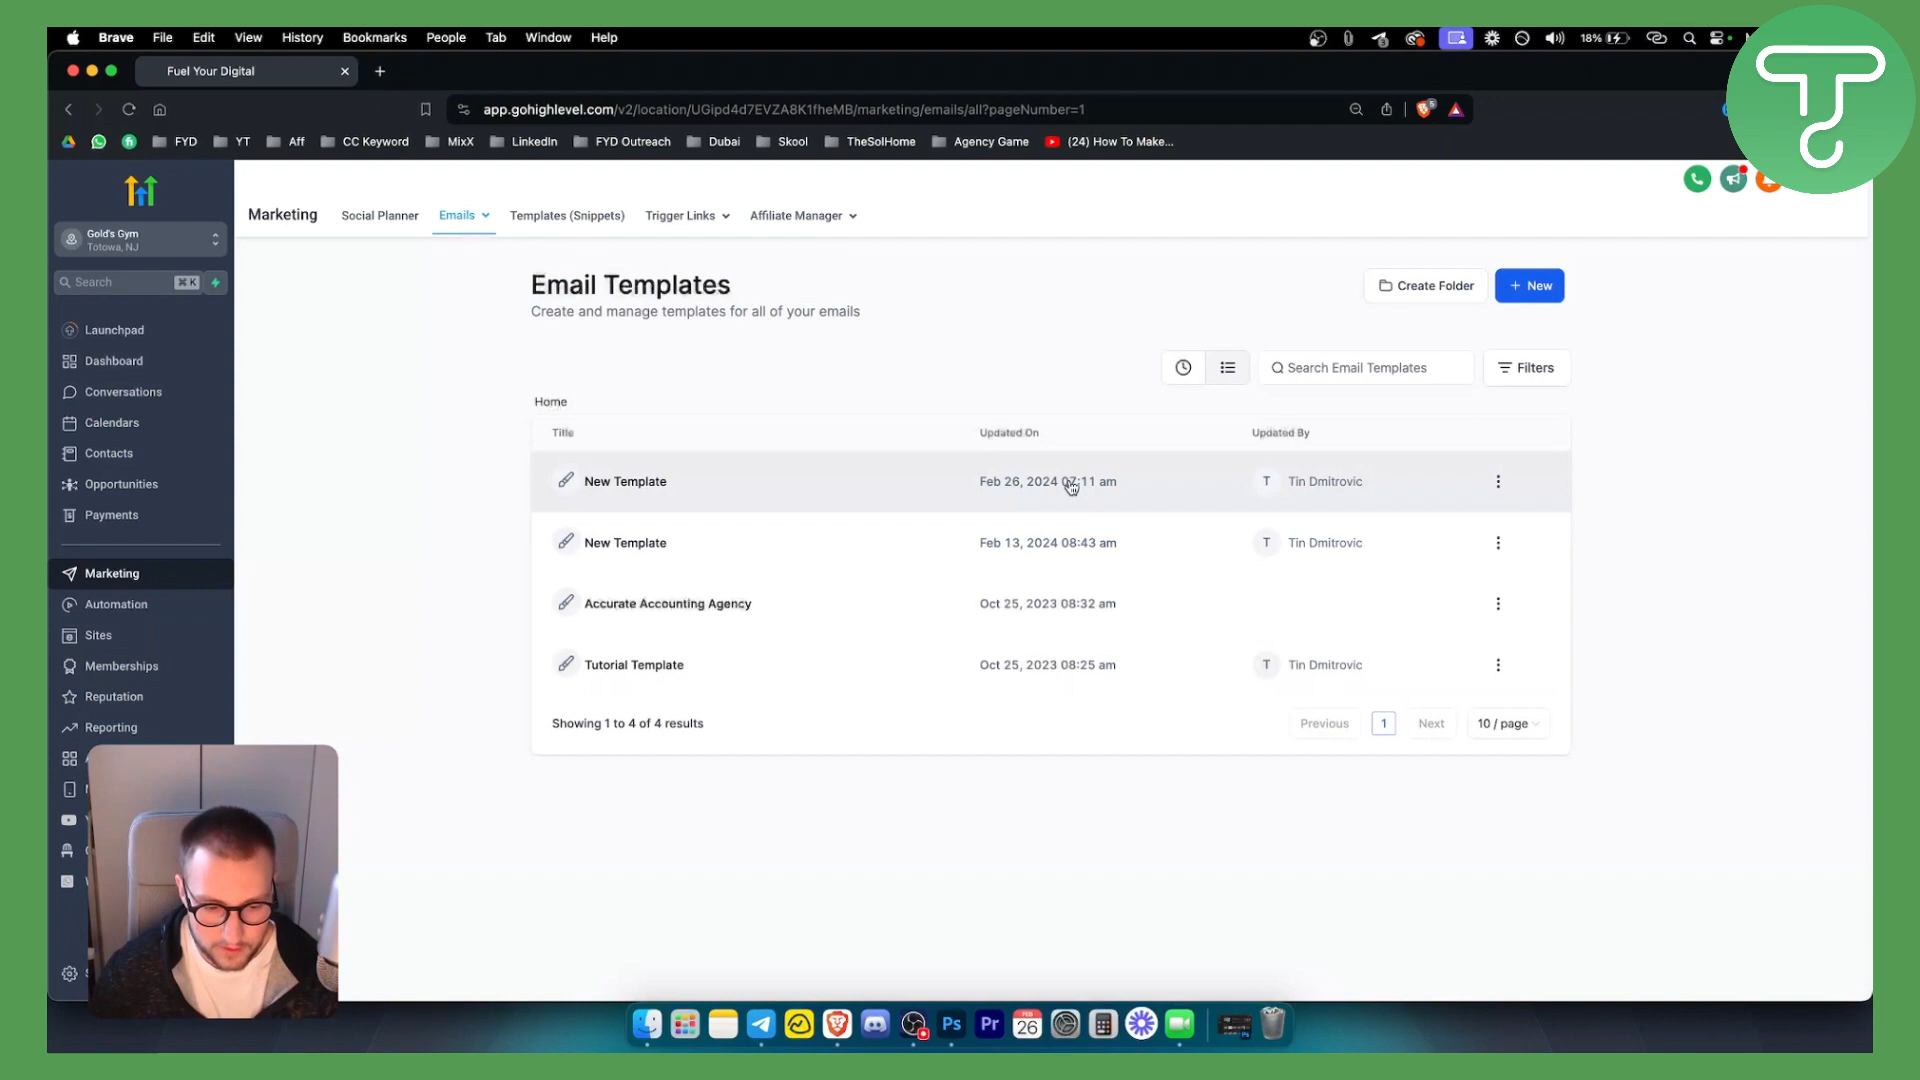 Brave File Edit View History Bookmarks People Tab Window Help
18%
Fuel Your Digital
app.gohighlevel.com/v2/location/UGipd4d7EVZA8K1fheMB/marketing/emails/all?pageNumber=1
FYD YT Aff CC Keyword MixX LinkedIn FYD Outreach Dubai Skool TheSolHome Agency Game (24) How To Make...
Gold's Gym
Totowa, NJ
Search ⌘ K
Launchpad
Dashboard
Conversations
Calendars
Contacts
Opportunities
Payments
Marketing
Automation
Sites
Memberships
Reputation
Reporting
Marketing Social Planner Emails Templates (Snippets) Trigger Links Affiliate Manager
Email Templates
Create and manage templates for all of your emails
Create Folder
+ New
Search Email Templates
Filters
Home
Title Updated On Updated By
New Template Feb 26, 2024 07:11 am T Tin Dmitrovic
New Template Feb 13, 2024 08:43 am T Tin Dmitrovic
Accurate Accounting Agency Oct 25, 2023 08:32 am
Tutorial Template Oct 25, 2023 08:25 am T Tin Dmitrovic
Showing 1 to 4 of 4 results Previous 1 Next 10 / page
Ps Pr FEB 26